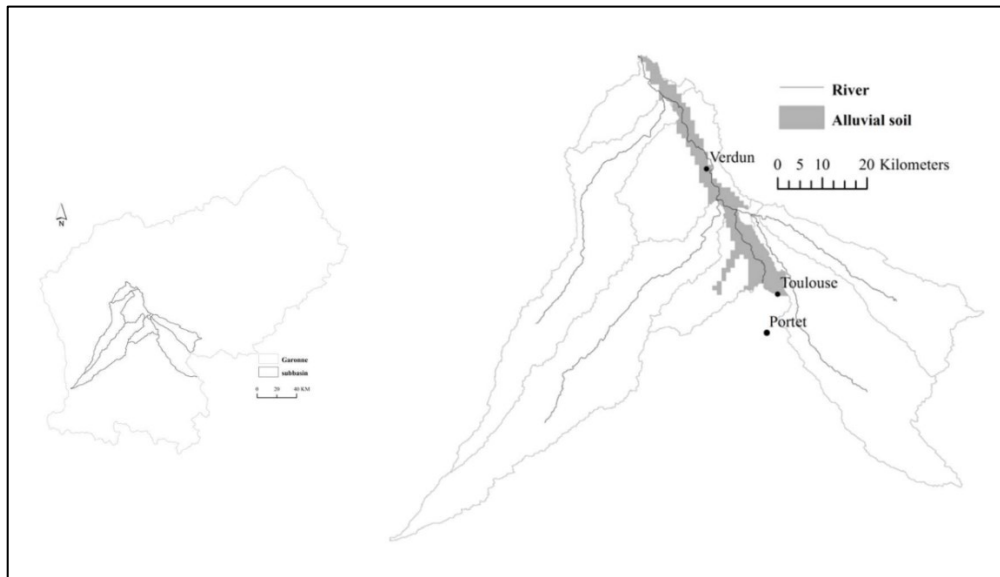 N
Garonne
subbasin
0 20 40 KM
River
Alluvial soil
0 5 10 20 Kilometers
Verdun
Toulouse
Portet